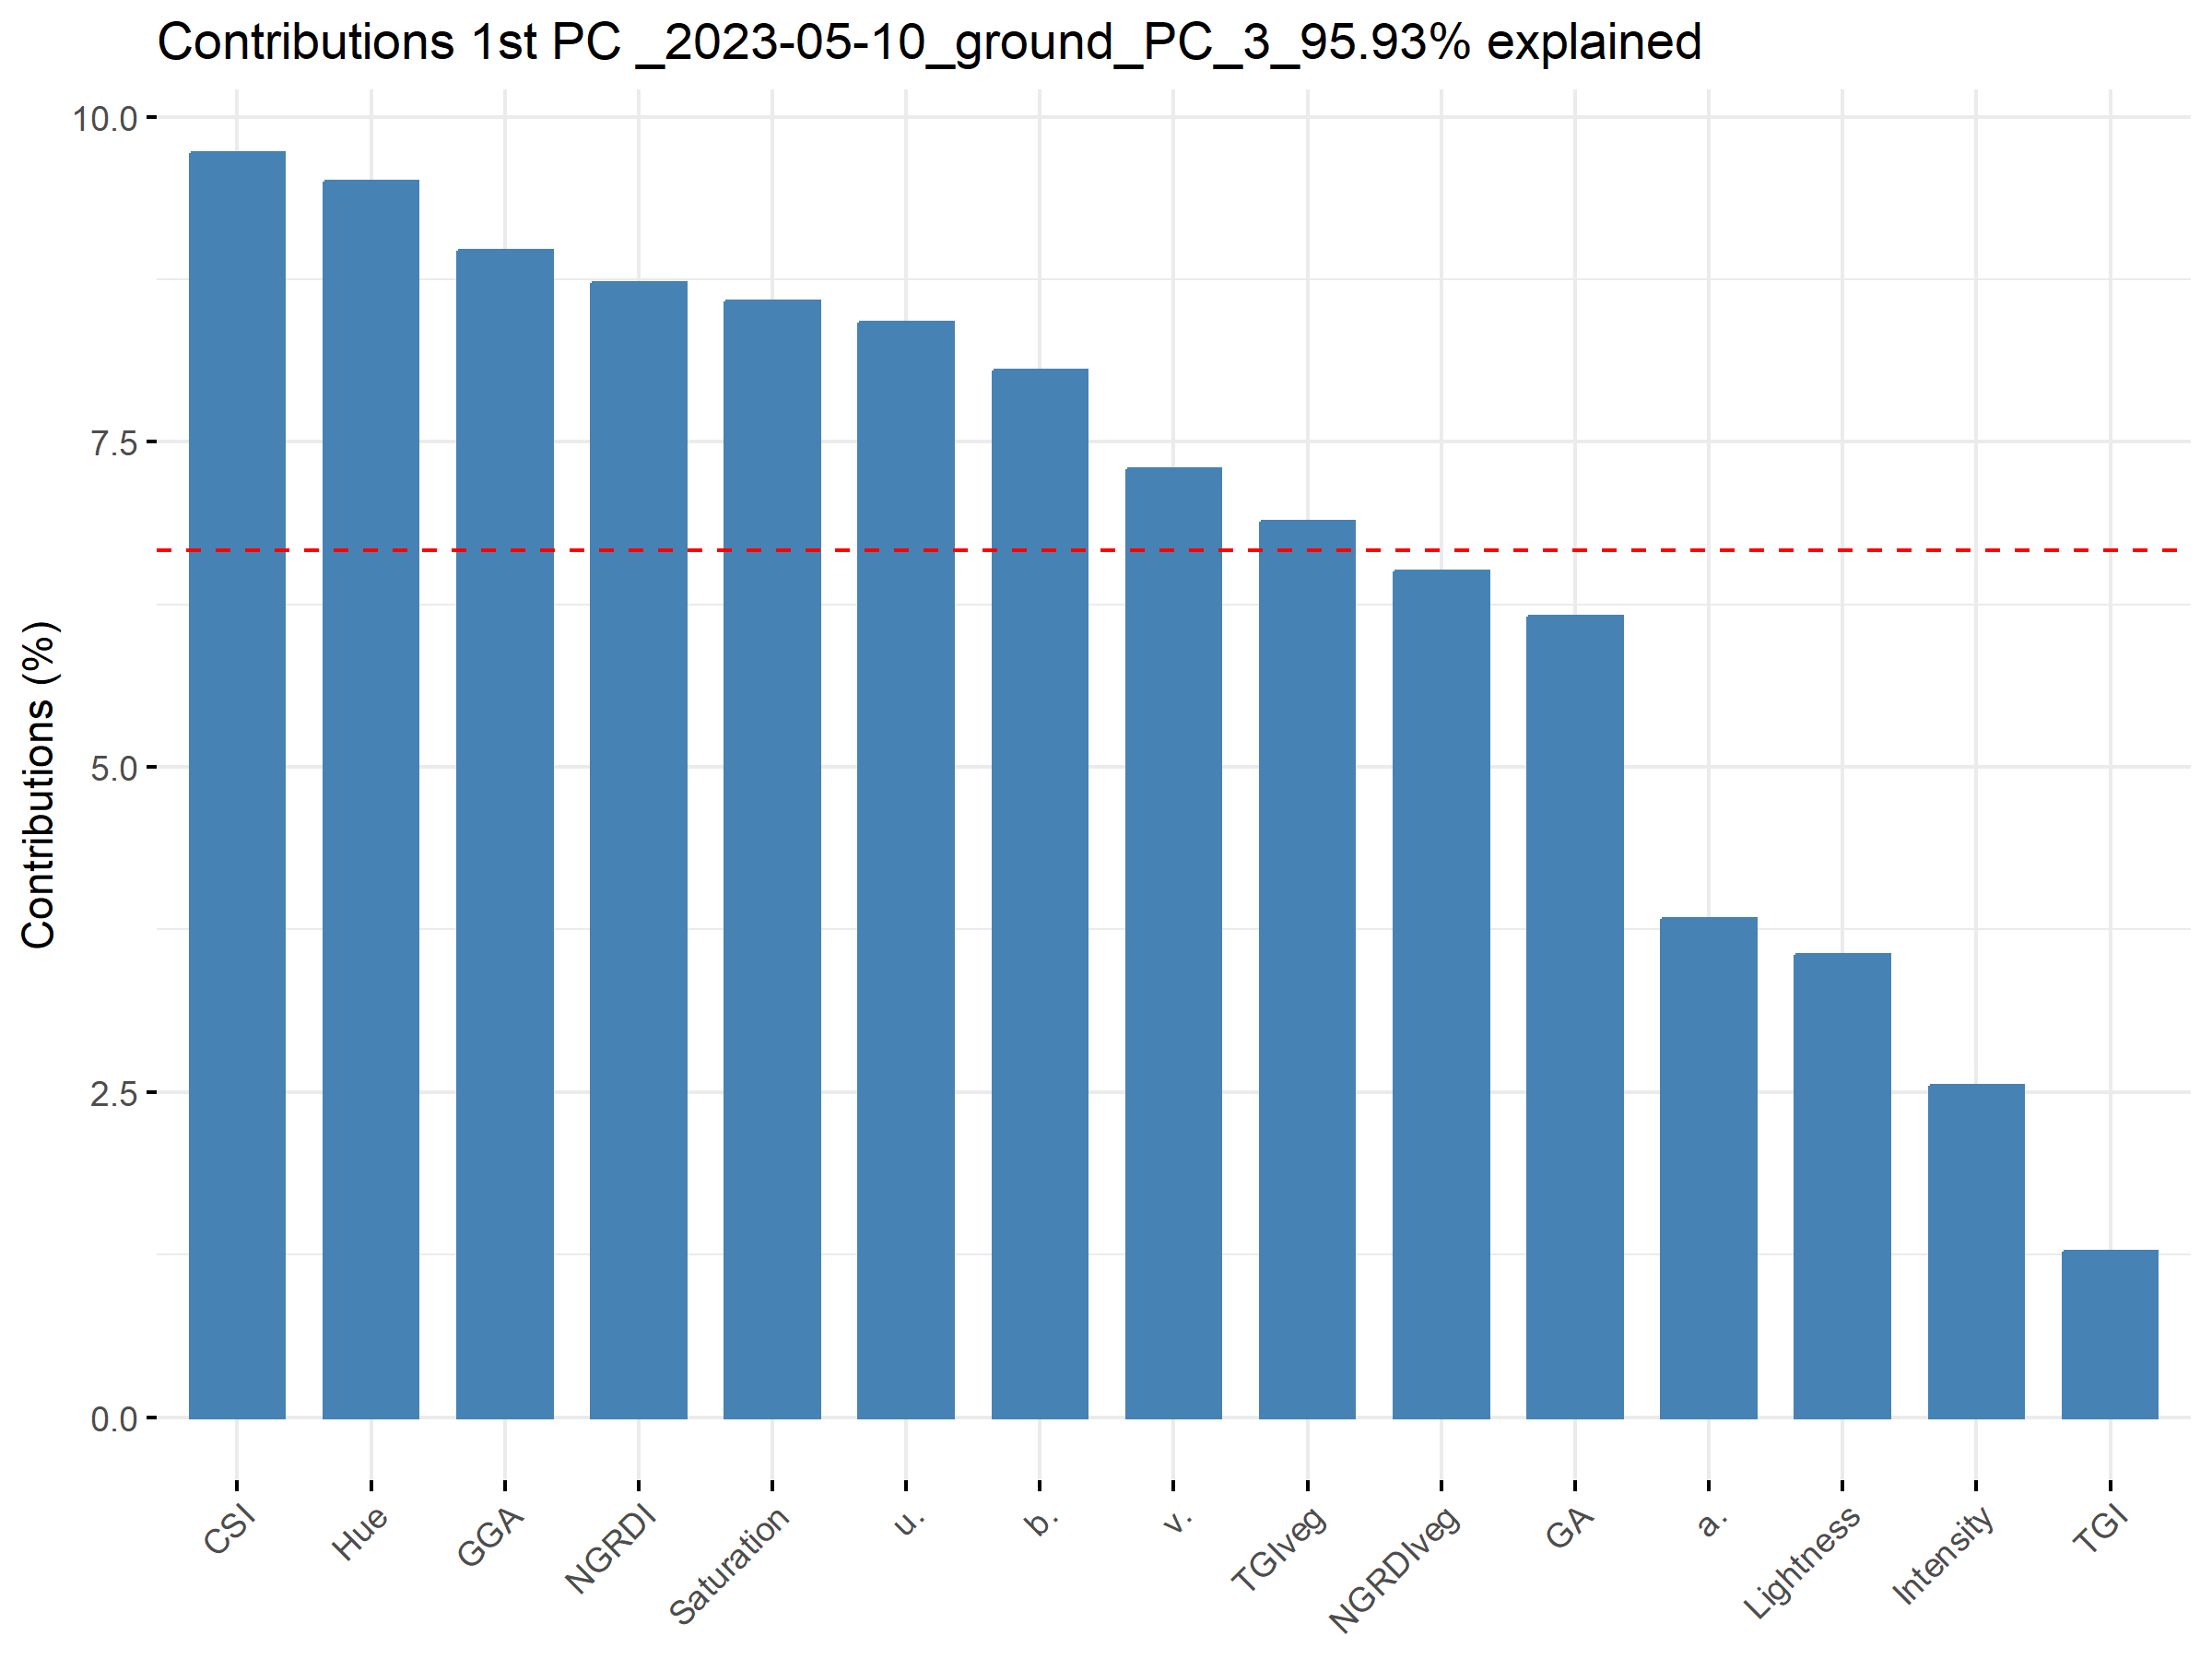 Contributions 1st PC _2023-05-10_ground_PC_3_95.93% explained
10.0
7.5
5.0
2.5
0.0
Contributions (%)
CSI
Hue
GGA
NGRDI
Saturation
u.
b.
v.
TGIveg
NGRDIveg
GA
a.
Lightness
Intensity
TGI